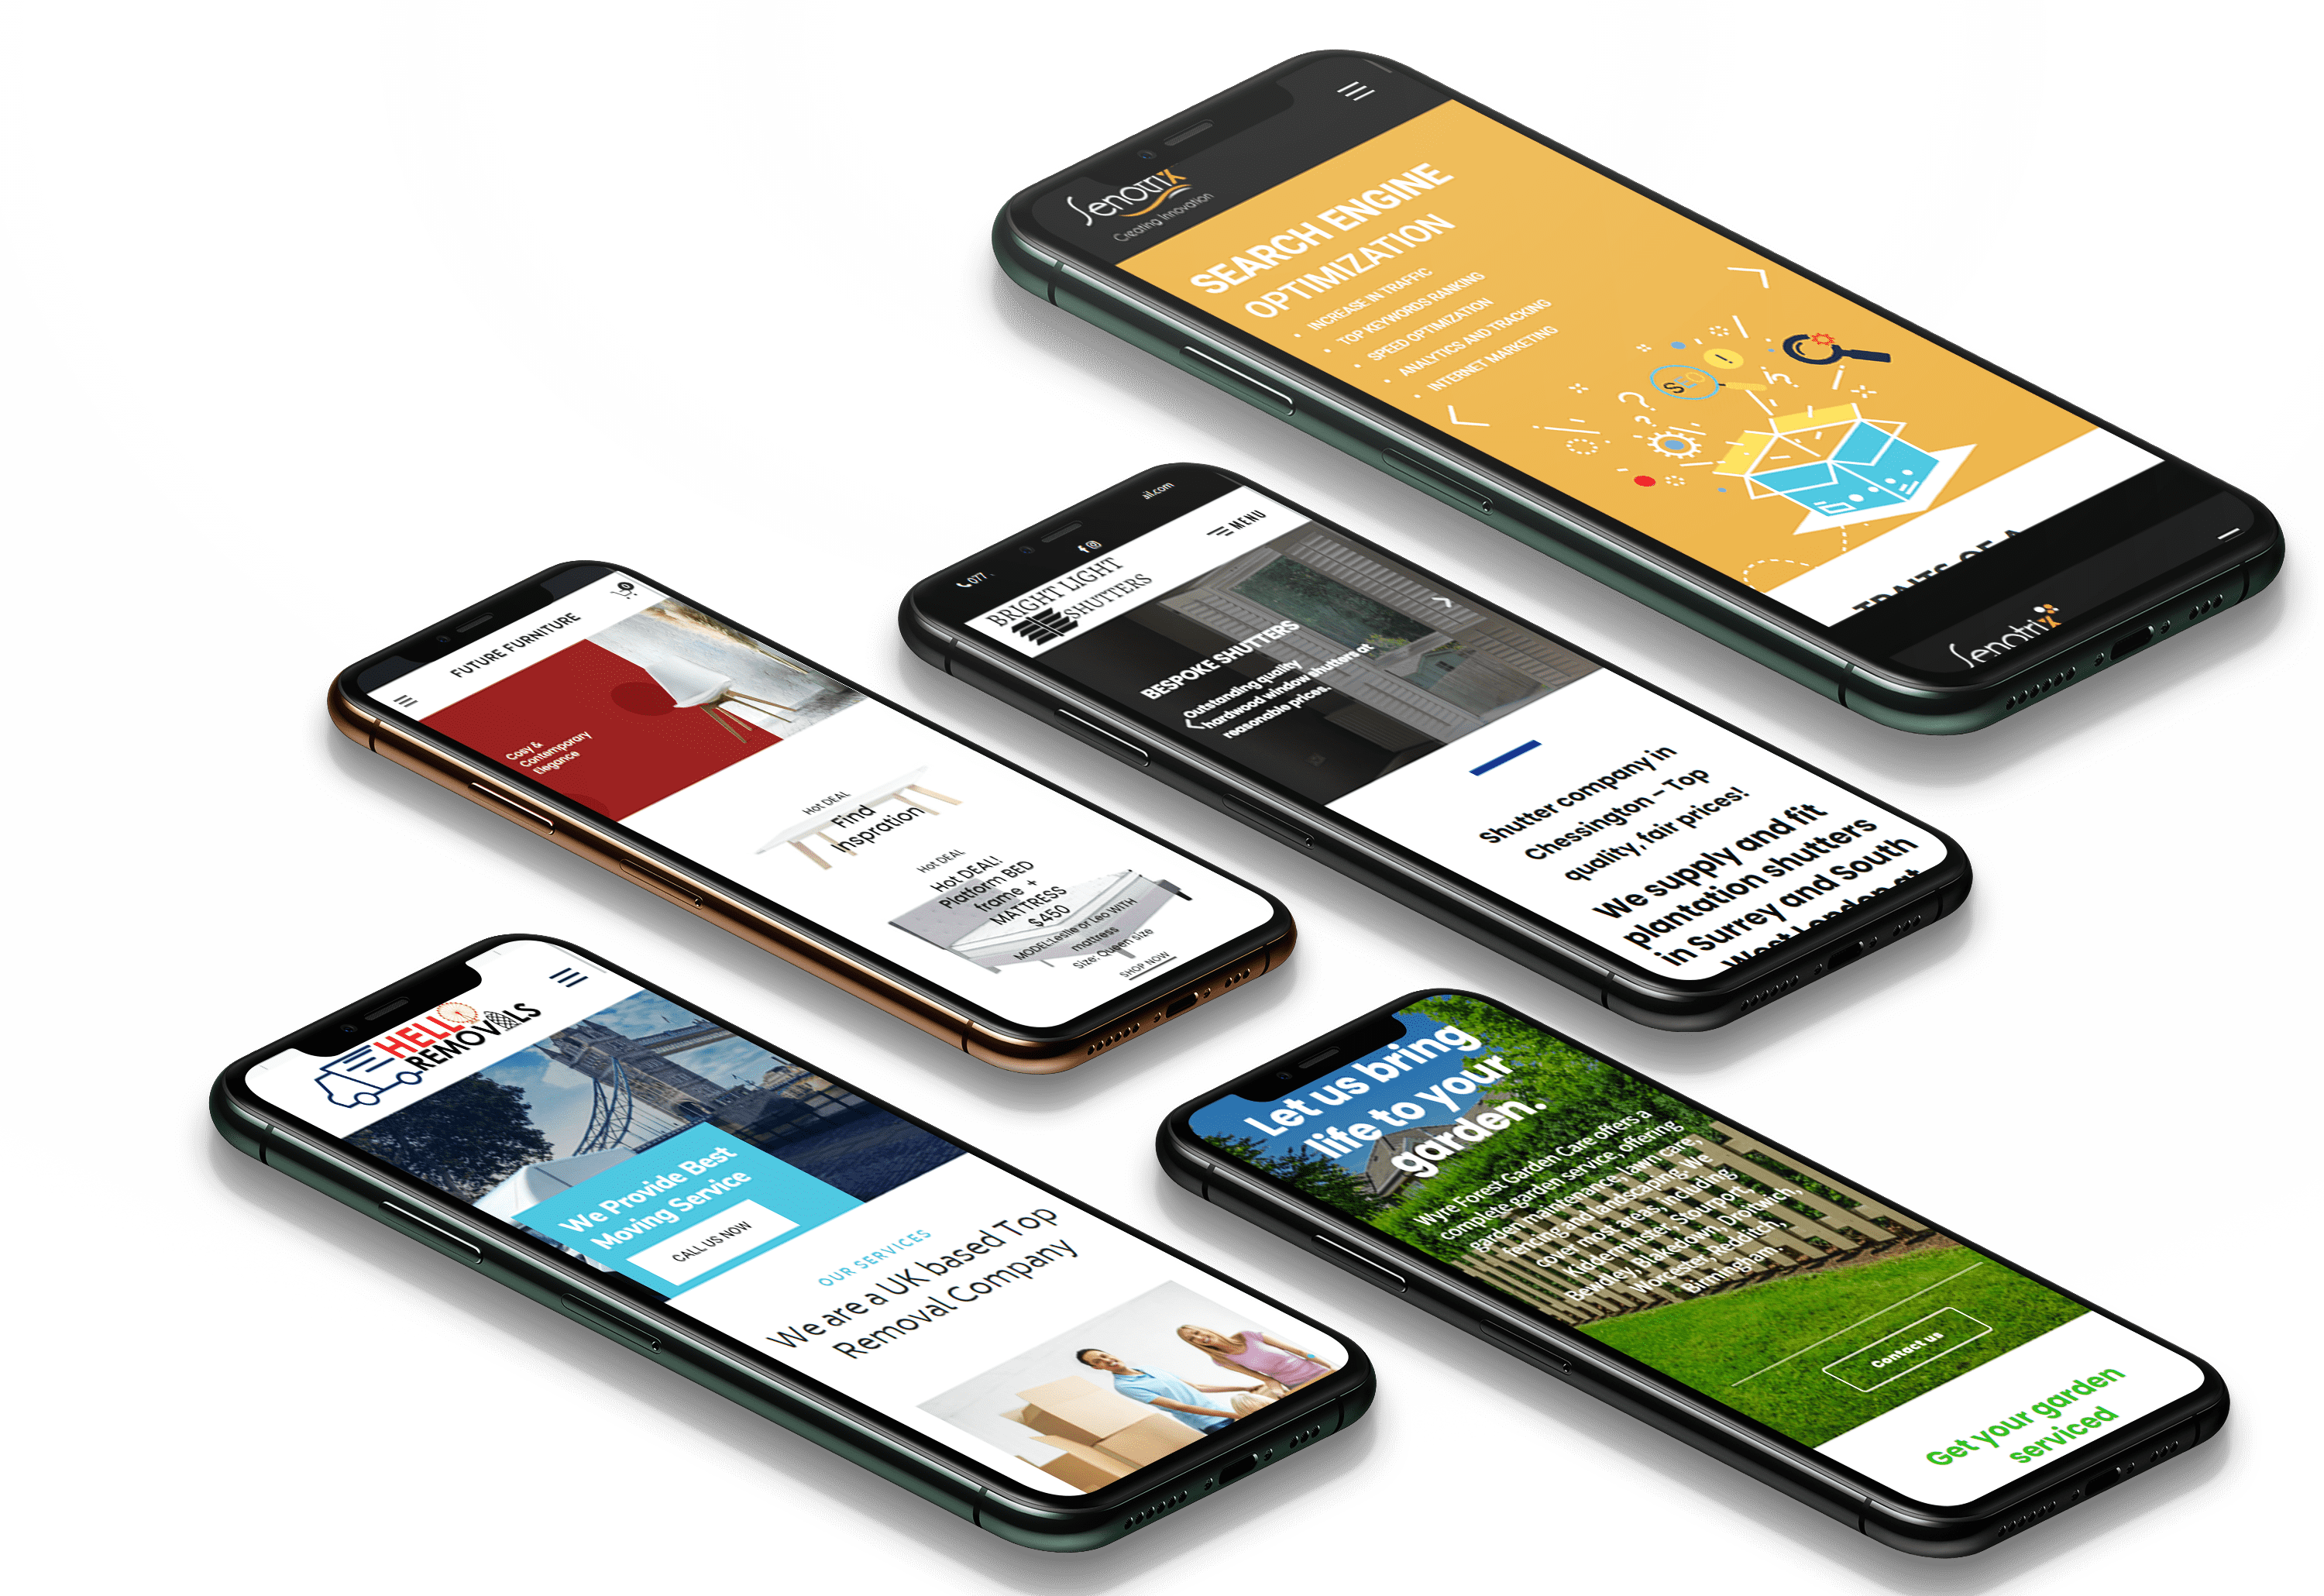 Senotrix
Creating Innovation
SEARCH ENGINE
OPTIMIZATION
• INCREASE IN TRAFFIC
• TOP KEYWORDS RANKING
• SPEED OPTIMIZATION
• ANALYTICS AND TRACKING
• INTERNET MARKETING
SEO
!
TRAITS OF A
Senotrix
077
ail.com
BRIGHT LIGHT
SHUTTERS
MENU
BESPOKE SHUTTERS
Outstanding quality
hardwood window shutters at
reasonable prices.
Shutter company in
Chessington – Top
quality, fair prices!
We supply and fit
plantation shutters
in Surrey and South
West London at
FUTURE FURNITURE
0
Cosy &
Contemporary
Elegance
Hot DEAL
Find
Inspration
Hot DEAL
Hot DEAL!
Platform BED
frame +
MATTRESS
$450
MODEL:Leslie or Leo WITH
mattress
Size: Queen size
SHOP NOW
HELLO
REMOVALS
We Provide Best
Moving Service
CALL US NOW
OUR SERVICES
We are a UK based Top
Removal Company
Let us bring
life to your
garden.
Wyre Forest Garden Care offers a
complete garden service, offering
garden maintenance, lawn care,
fencing and landscaping. We
cover most areas, including
Kidderminster, Stourport,
Bewdley, Blakedown, Droitwich,
Worcester, Redditch,
Birmingham.
Contact us
Get your garden
serviced